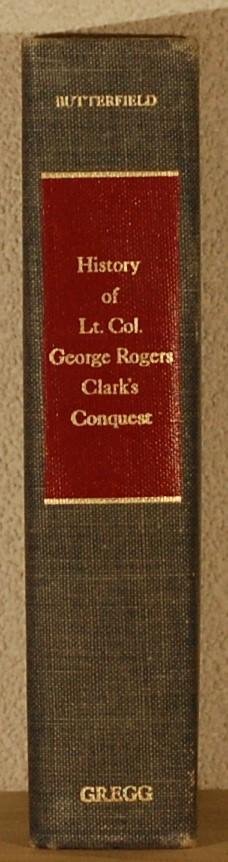 BUTTERFIELD
History
of
Lt. Col.
George Rogers
Clark's
Conquest
GREGG